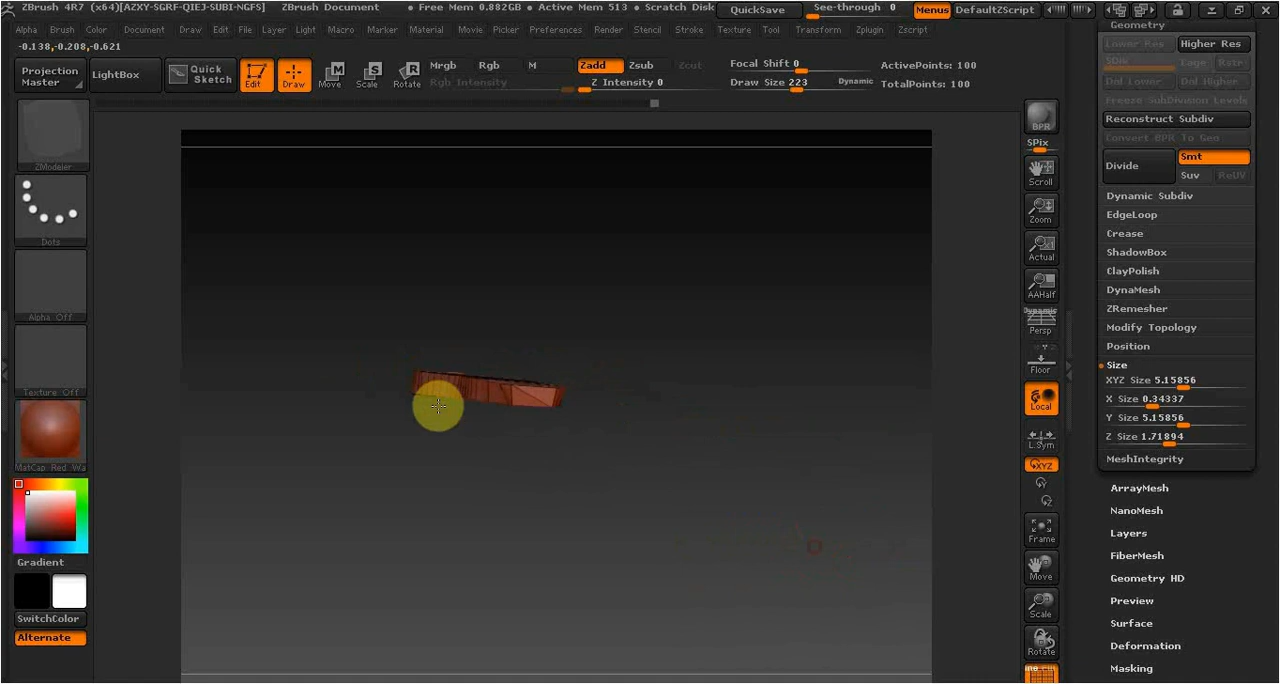 ZBrush 4R7 (x64)[AZXY-SGRF-QIEJ-SUBI-NGFS] ZBrush Document • Free Mem 0.882GB • Active Mem 513 • Scratch Disk QuickSave See-through 0 Menus DefaultZScript
Alpha Brush Color Document Draw Edit File Layer Light Macro Marker Material Movie Picker Preferences Render Stencil Stroke Texture Tool Transform Zplugin Zscript
-0.138,-0.208,-0.621
Projection Master
LightBox
Quick Sketch
Edit
Draw
Move
Scale
Rotate
Mrgb Rgb M Zadd Zsub Zcut
Rgb Intensity Z Intensity 0
Focal Shift 0
Draw Size 223 Dynamic
ActivePoints: 100
TotalPoints: 100
ZModeler
Dots
Alpha Off
Texture Off
MatCap Red Wa
Gradient
SwitchColor
Alternate
BPR
SPix
Scroll
Zoom
Actual
AAHalf
Dynamic
Persp
Floor
Local
L.Sym
XYZ
Y
Z
Frame
Move
Scale
Rotate
Geometry
Lower Res Higher Res
SDiv Cage Rstr
Del Lower Del Higher
Freeze SubDivision Levels
Reconstruct Subdiv
Convert BPR To Geo
Divide
Smt
Suv ReUV
Dynamic Subdiv
EdgeLoop
Crease
ShadowBox
ClayPolish
DynaMesh
ZRemesher
Modify Topology
Position
Size
XYZ Size 5.15856
X Size 0.34337
Y Size 5.15856
Z Size 1.71894
MeshIntegrity
ArrayMesh
NanoMesh
Layers
FiberMesh
Geometry HD
Preview
Surface
Deformation
Masking